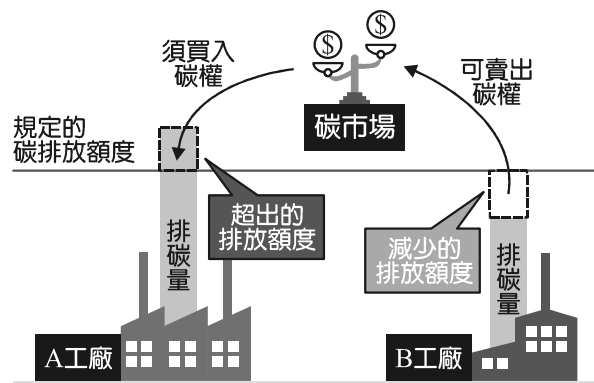 $
$
須買入
碳權
可賣出
碳權
碳市場
規定的
碳排放額度
超出的
排放額度
減少的
排放額度
排碳量
排碳量
A工廠
B工廠